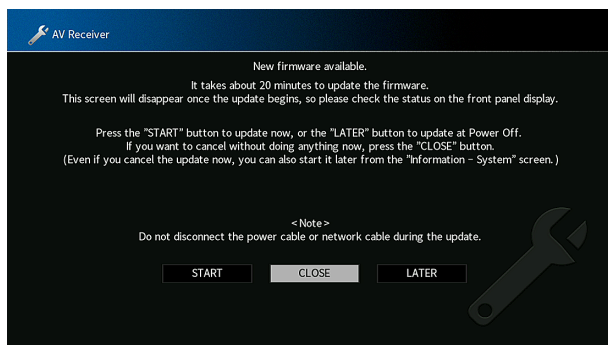 AV Receiver
New firmware available.
It takes about 20 minutes to update the firmware.
This screen will disappear once the update begins, so please check the status on the front panel display.
Press the "START" button to update now, or the "LATER" button to update at Power Off.
If you want to cancel without doing anything now, press the "CLOSE" button.
(Even if you cancel the update now, you can also start it later from the "Information – System" screen.)
<Note>
Do not disconnect the power cable or network cable during the update.
START
CLOSE
LATER